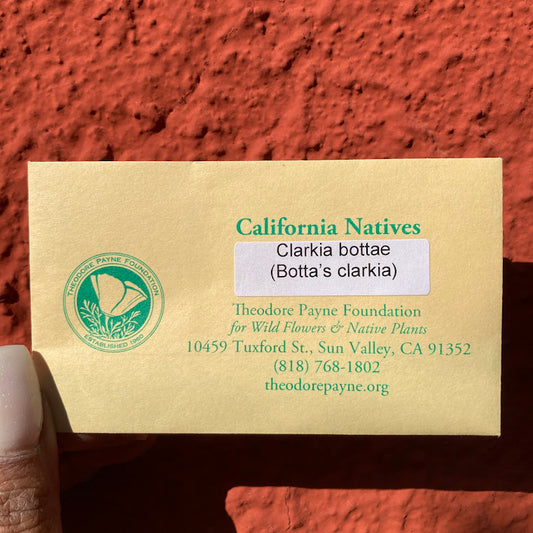 California Natives
Clarkia bottae
(Botta's clarkia)
THEODORE PAYNE FOUNDATION
ESTABLISHED 1960
Theodore Payne Foundation
for Wild Flowers & Native Plants
10459 Tuxford St., Sun Valley, CA 91352
(818) 768-1802
theodorepayne.org